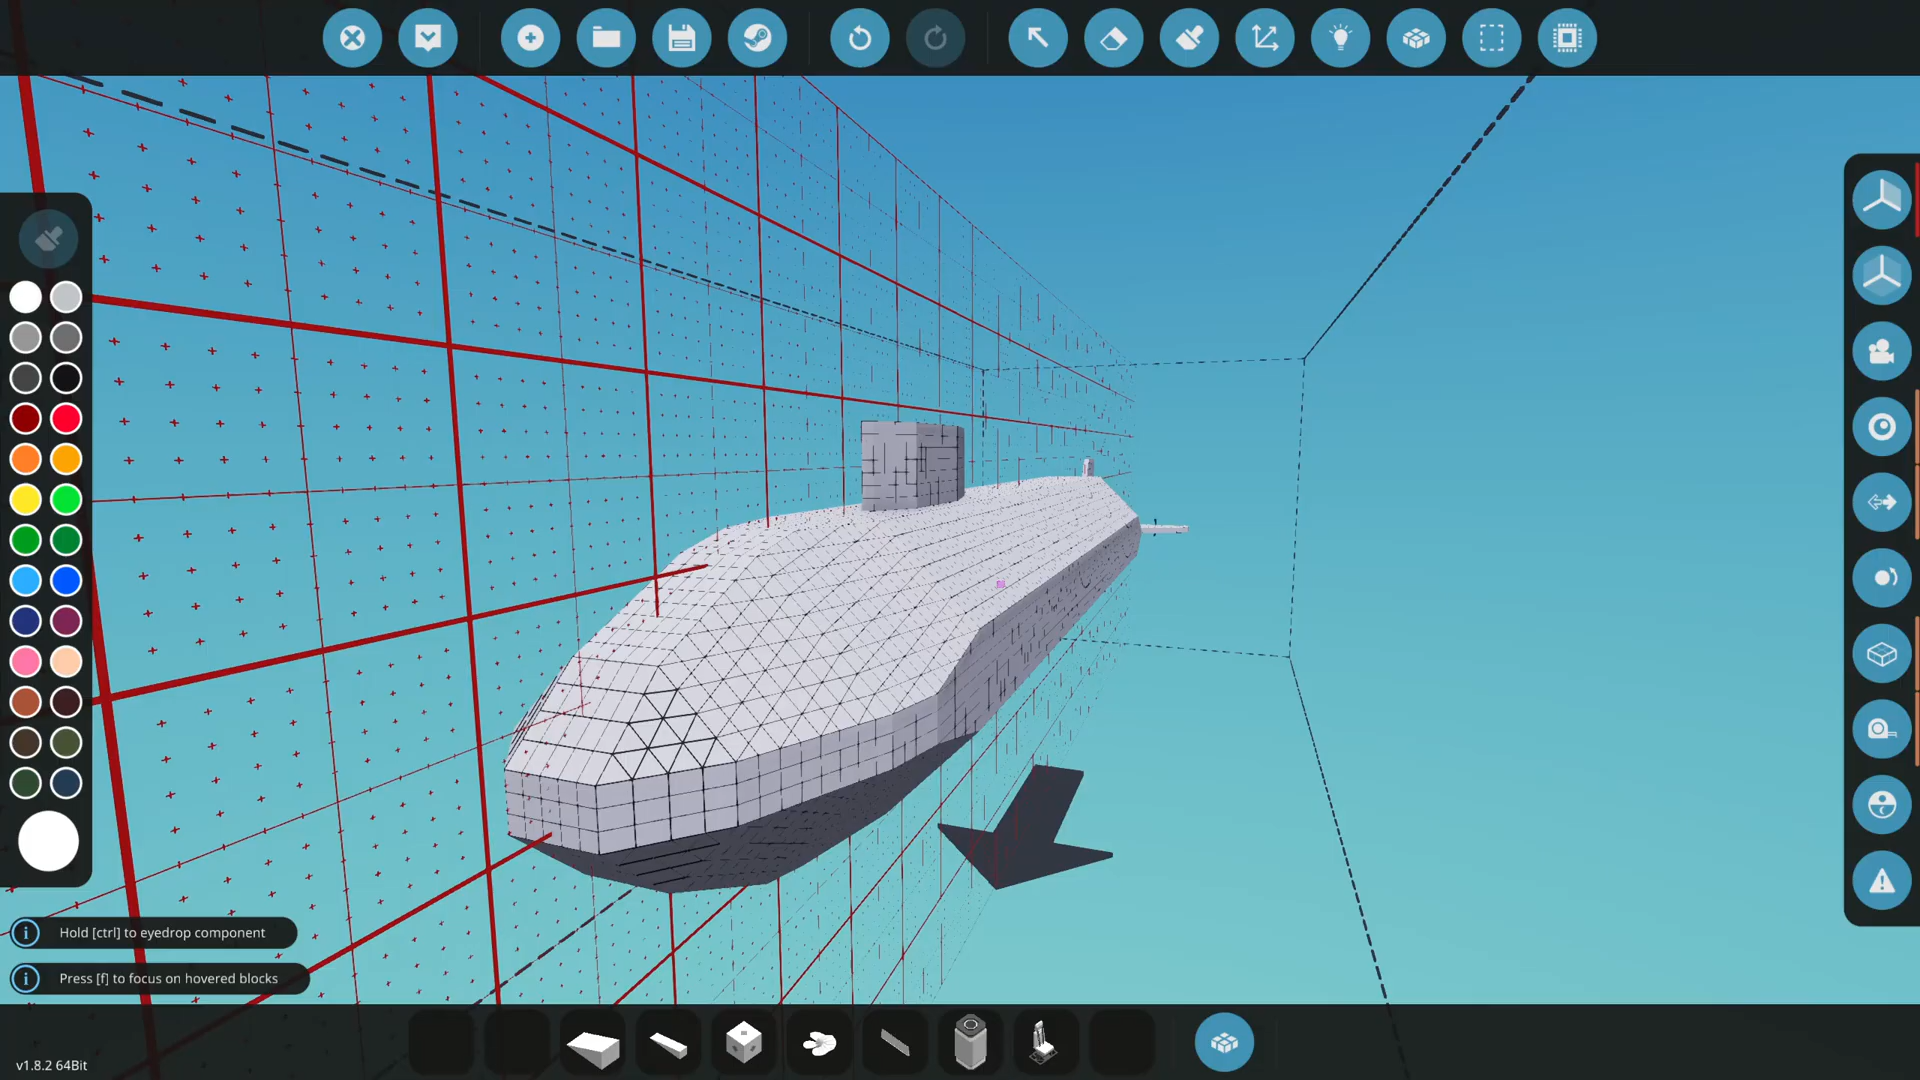 Hold [ctrl] to eyedrop component
Press [f] to focus on hovered blocks
v1.8.2 64Bit